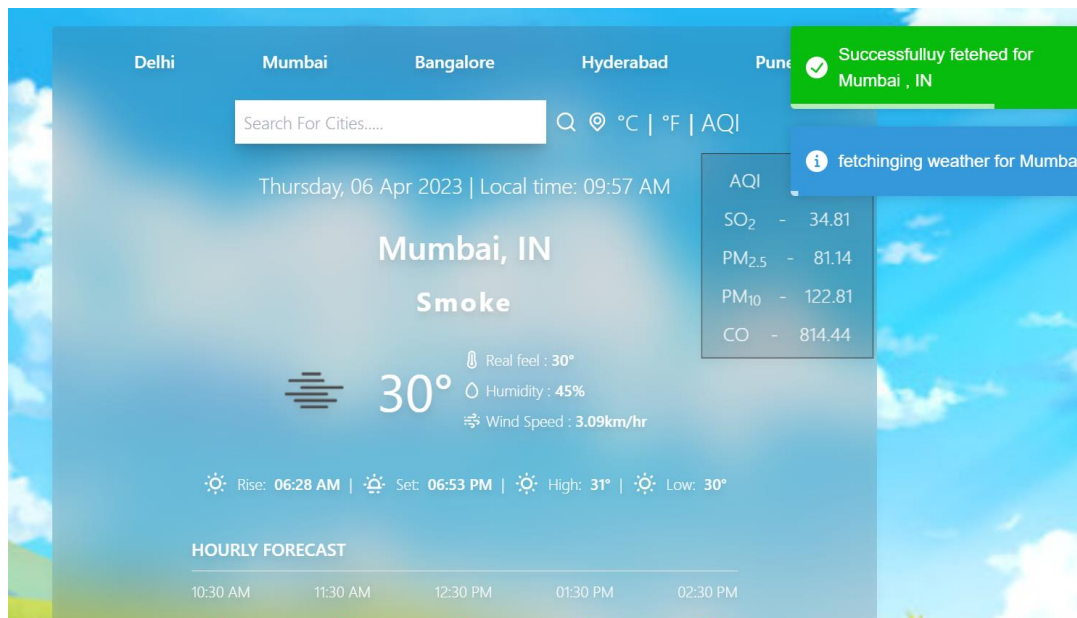 Delhi Mumbai Bangalore Hyderabad Pune
Successfulluy fetehed for
Mumbai , IN
Search For Cities.....
°C | °F | AQI
fetchinging weather for Mumba
Thursday, 06 Apr 2023 | Local time: 09:57 AM
AQI
SO₂ - 34.81
Mumbai, IN
PM₂.₅ - 81.14
Smoke
PM₁₀ - 122.81
CO - 814.44
Real feel : 30°
30°
Humidity : 45%
Wind Speed : 3.09km/hr
Rise: 06:28 AM | Set: 06:53 PM | High: 31° | Low: 30°
HOURLY FORECAST
10:30 AM 11:30 AM 12:30 PM 01:30 PM 02:30 PM